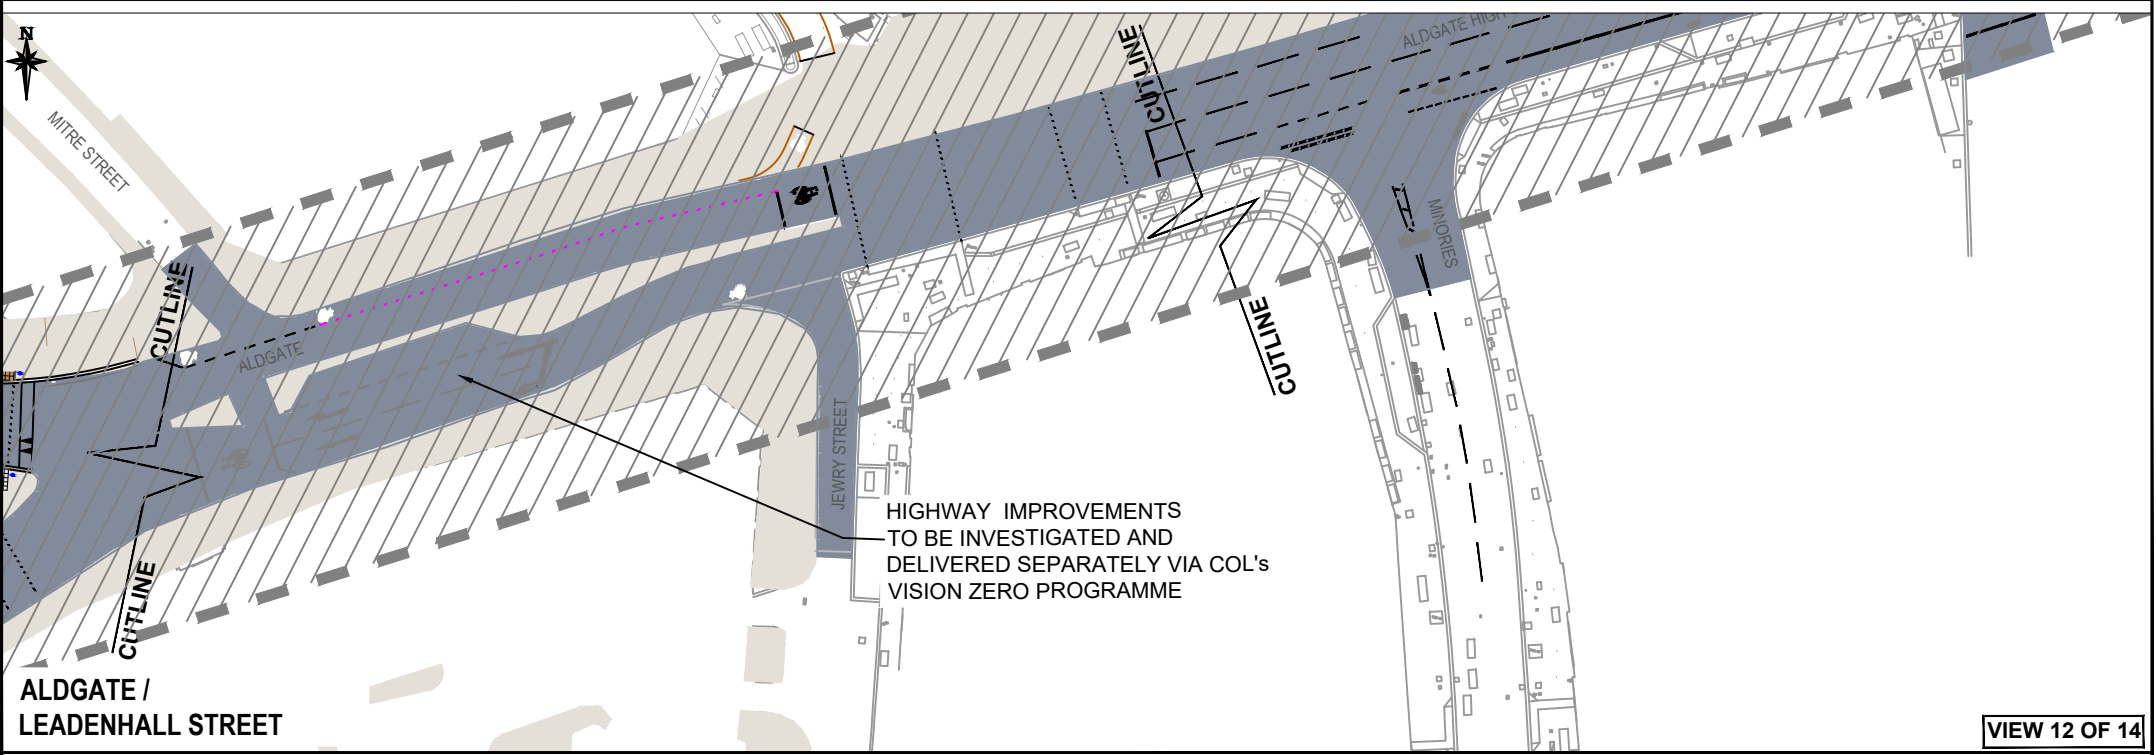 N
MITRE STREET
CUTLINE
ALDGATE HIGH
CUTLINE
MINORIES
ALDGATE
CUTLINE
JEWRY STREET
HIGHWAY IMPROVEMENTS
TO BE INVESTIGATED AND
DELIVERED SEPARATELY VIA COL's
VISION ZERO PROGRAMME
CUTLINE
ALDGATE /
LEADENHALL STREET
VIEW 12 OF 14